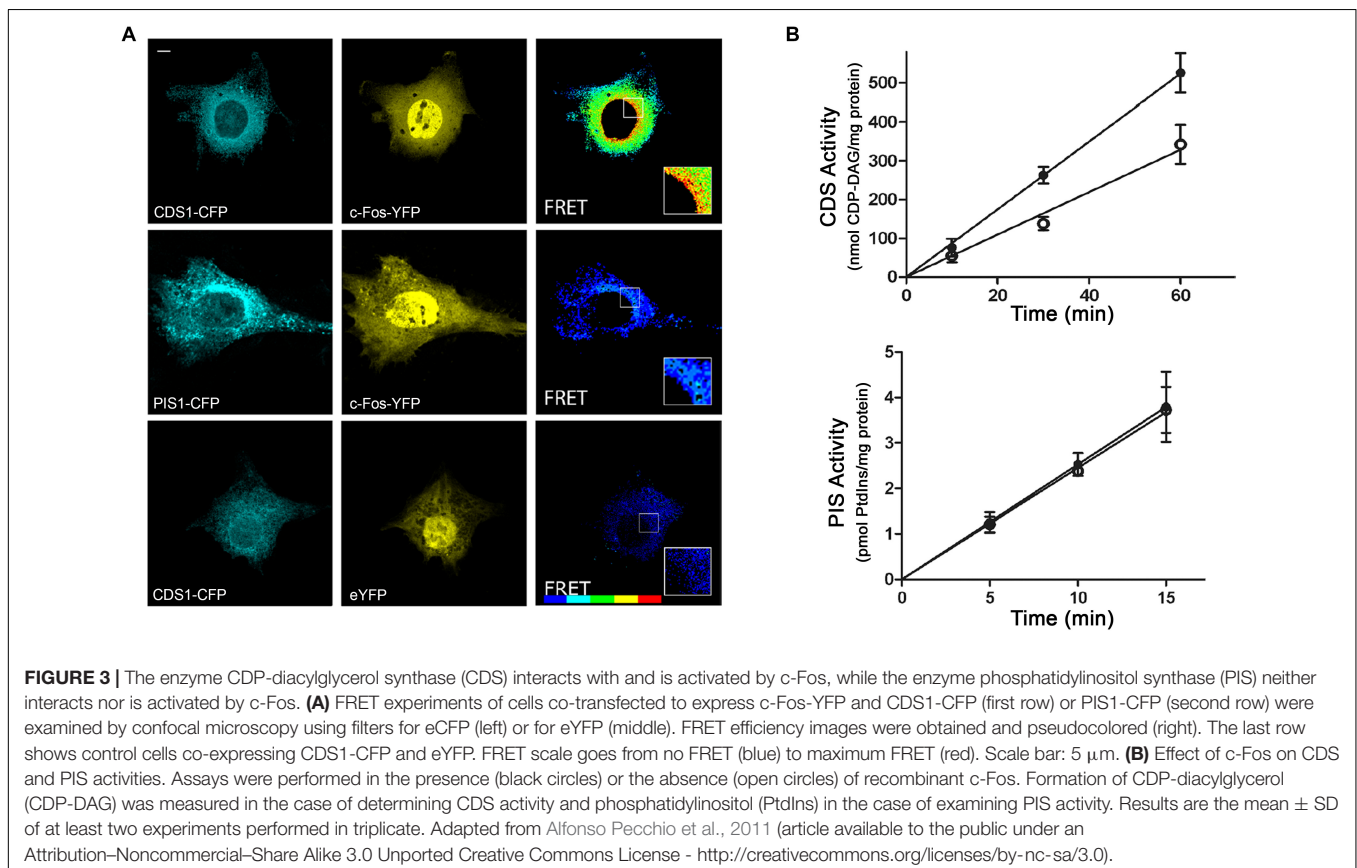 A
CDS1-CFP
c-Fos-YFP
FRET
PIS1-CFP
c-Fos-YFP
FRET
CDS1-CFP
eYFP
FRET
B
CDS Activity
(nmol CDP-DAG/mg protein)
500
400
300
200
100
0
0 20 40 60
Time (min)
PIS Activity
(pmol PtdIns/mg protein)
5
4
3
2
1
0
0 5 10 15
Time (min)
FIGURE 3 | The enzyme CDP-diacylglycerol synthase (CDS) interacts with and is activated by c-Fos, while the enzyme phosphatidylinositol synthase (PIS) neither
interacts nor is activated by c-Fos. (A) FRET experiments of cells co-transfected to express c-Fos-YFP and CDS1-CFP (first row) or PIS1-CFP (second row) were
examined by confocal microscopy using filters for eCFP (left) or for eYFP (middle). FRET efficiency images were obtained and pseudocolored (right). The last row
shows control cells co-expressing CDS1-CFP and eYFP. FRET scale goes from no FRET (blue) to maximum FRET (red). Scale bar: 5 μm. (B) Effect of c-Fos on CDS
and PIS activities. Assays were performed in the presence (black circles) or the absence (open circles) of recombinant c-Fos. Formation of CDP-diacylglycerol
(CDP-DAG) was measured in the case of determining CDS activity and phosphatidylinositol (PtdIns) in the case of examining PIS activity. Results are the mean ± SD
of at least two experiments performed in triplicate. Adapted from Alfonso Pecchio et al., 2011 (article available to the public under an
Attribution–Noncommercial–Share Alike 3.0 Unported Creative Commons License - http://creativecommons.org/licenses/by-nc-sa/3.0).